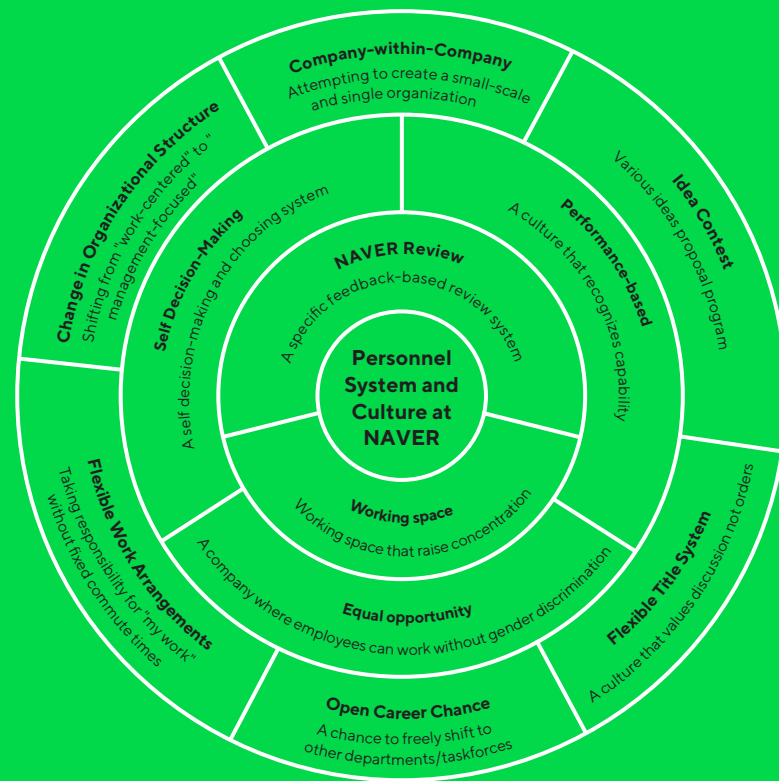 Personnel
System and
Culture at
NAVER
NAVER Review
A specific feedback-based review system
Working space
Working space that raise concentration
Self Decision-Making
A self decision-making and choosing system
Performance-based
A culture that recognizes capability
Equal opportunity
A company where employees can work without gender discrimination
Company-within-Company
Attempting to create a small-scale
and single organization
Idea Contest
Various ideas proposal program
Flexible Title System
A culture that values discussion not orders
Open Career Chance
A chance to freely shift to
other departments/taskforces
Flexible Work Arrangements
Taking responsibility for "my work"
without fixed commute times
Change in Organizational Structure
Shifting from "work-centered" to "
management-focused"